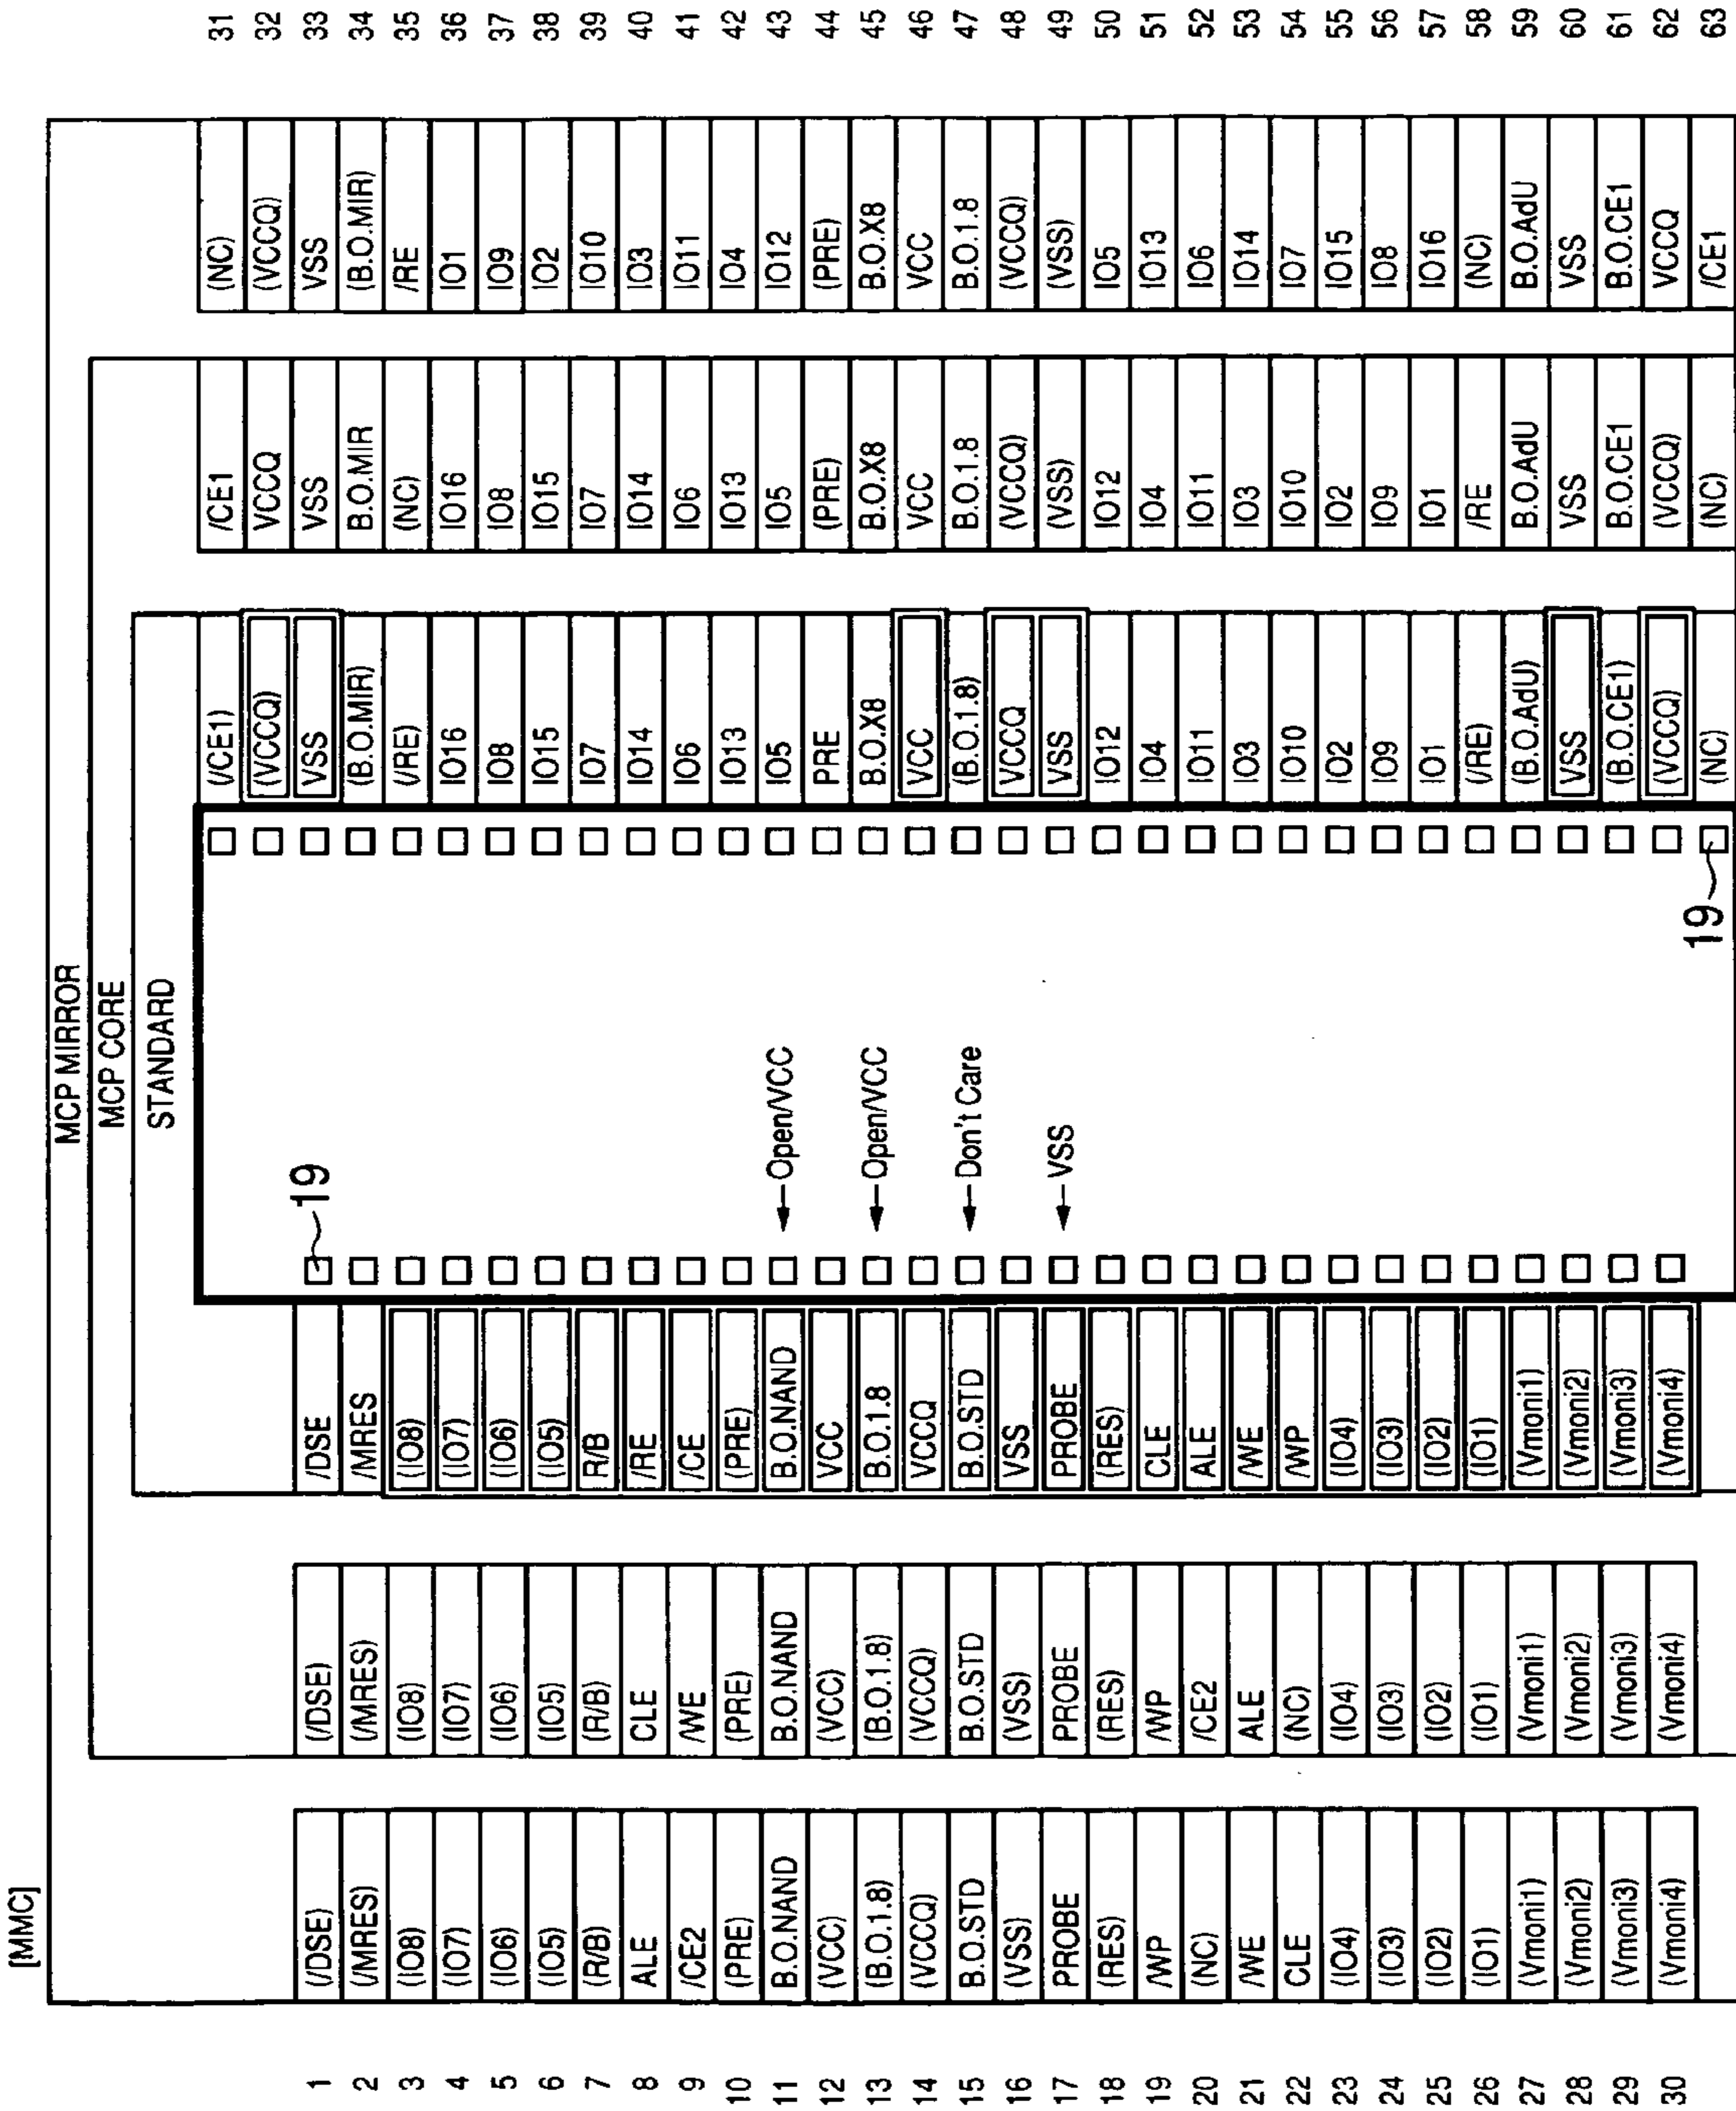 [MMC]
MCP MIRROR
MCP CORE
STANDARD
31 (/CE1) /CE1 (NC)
32 (VCCQ) VCCQ (VCCQ)
33 VSS VSS VSS
34 (B.O.MIR) B.O.MIR (B.O.MIR)
35 (/RE) (NC) /RE
36 IO16 IO16 IO1
37 IO8 IO8 IO9
38 IO15 IO15 IO2
39 IO7 IO7 IO10
40 IO14 IO14 IO3
41 IO6 IO6 IO11
42 IO13 IO13 IO4
43 IO5 IO5 IO12
44 PRE (PRE) (PRE)
45 B.O.X8 B.O.X8 B.O.X8
46 VCC VCC VCC
47 (B.O.1.8) B.O.1.8 B.O.1.8
48 VCCQ (VCCQ) (VCCQ)
49 VSS (VSS) (VSS)
50 IO12 IO12 IO5
51 IO4 IO4 IO13
52 IO11 IO11 IO6
53 IO3 IO3 IO14
54 IO10 IO10 IO7
55 IO2 IO2 IO15
56 IO9 IO9 IO8
57 IO1 IO1 IO16
58 (/RE) /RE (NC)
59 (B.O.AdU) B.O.AdU B.O.AdU
60 VSS VSS VSS
61 (B.O.CE1) B.O.CE1 B.O.CE1
62 (VCCQ) (VCCQ) VCCQ
63 (NC) (NC) /CE1
19
19
Open/VCC
Open/VCC
Don't Care
VSS
1 (/DSE) (/DSE) /DSE
2 (/MRES) (/MRES) /MRES
3 (IO8) (IO8) (IO8)
4 (IO7) (IO7) (IO7)
5 (IO6) (IO6) (IO6)
6 (IO5) (IO5) (IO5)
7 (R/B) (R/B) R/B
8 ALE CLE /RE
9 /CE2 /WE /CE
10 (PRE) (PRE) (PRE)
11 B.O.NAND B.O.NAND B.O.NAND
12 (VCC) (VCC) VCC
13 (B.O.1.8) (B.O.1.8) B.O.1.8
14 (VCCQ) (VCCQ) VCCQ
15 B.O.STD B.O.STD B.O.STD
16 (VSS) (VSS) VSS
17 PROBE PROBE PROBE
18 (RES) (RES) (RES)
19 /WP /WP CLE
20 (NC) /CE2 ALE
21 /WE ALE /WE
22 CLE (NC) /WP
23 (IO4) (IO4) (IO4)
24 (IO3) (IO3) (IO3)
25 (IO2) (IO2) (IO2)
26 (IO1) (IO1) (IO1)
27 (Vmoni1) (Vmoni1) (Vmoni1)
28 (Vmoni2) (Vmoni2) (Vmoni2)
29 (Vmoni3) (Vmoni3) (Vmoni3)
30 (Vmoni4) (Vmoni4) (Vmoni4)